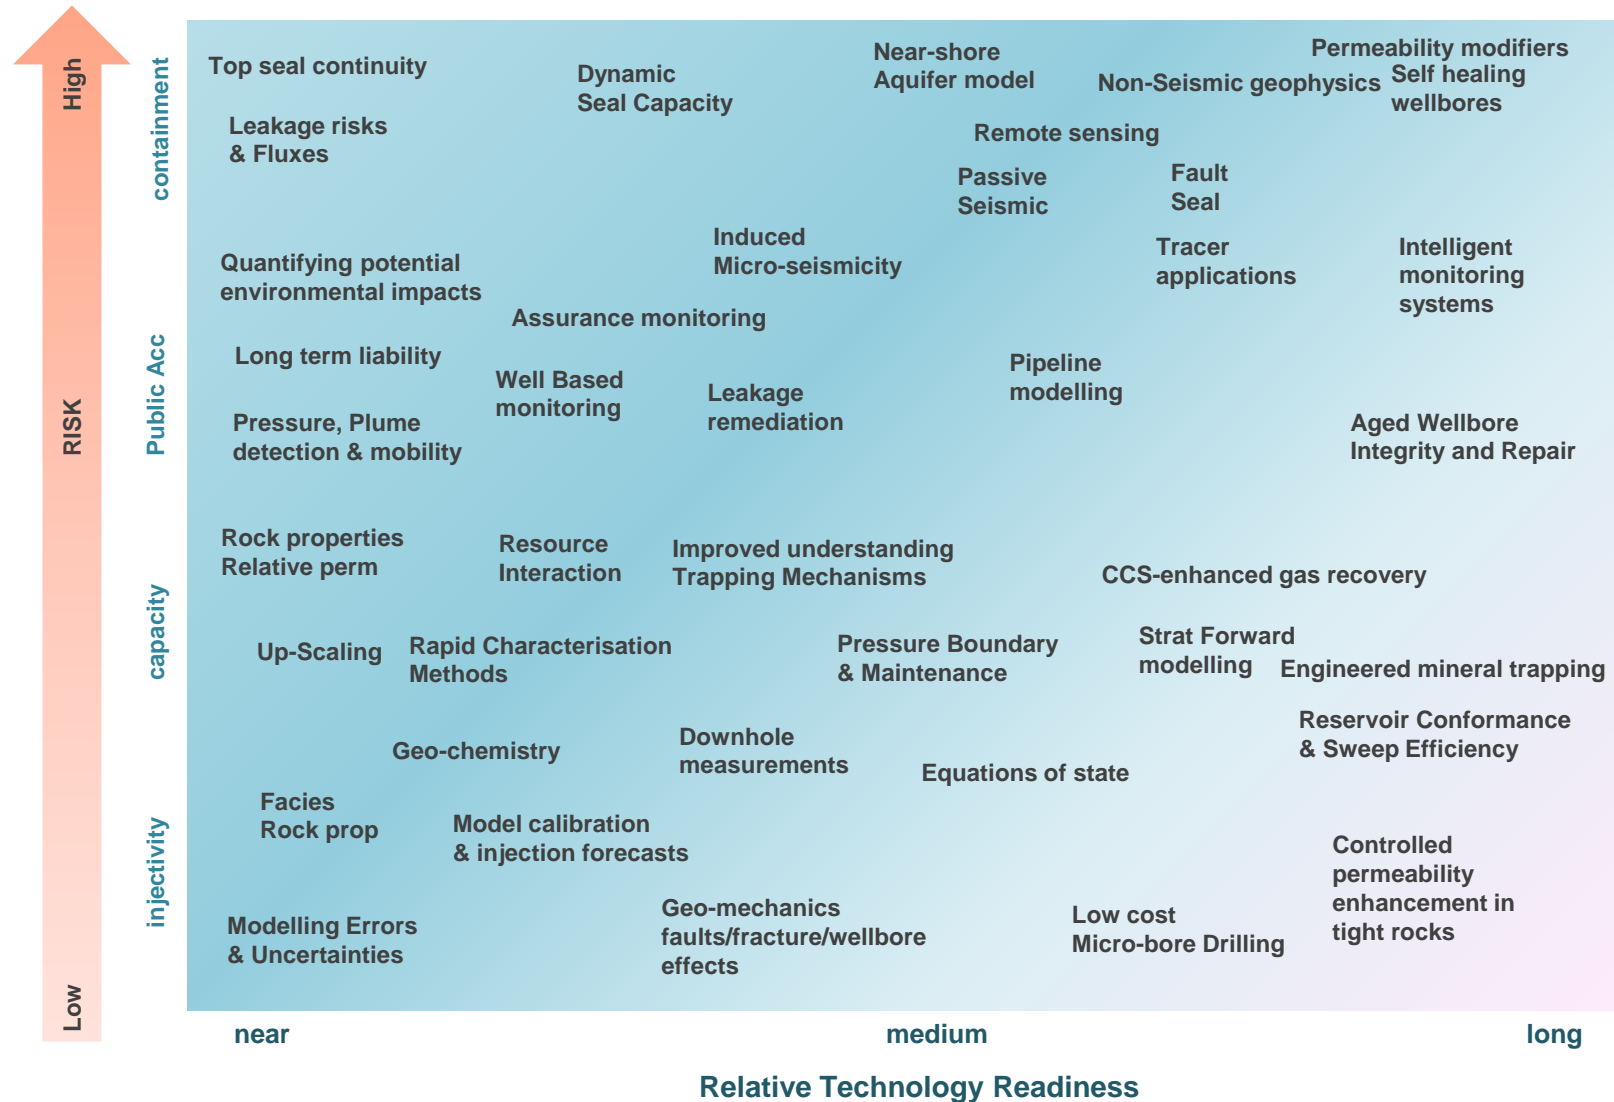 High
RISK
Low
containment
Public Acc
capacity
injectivity
Top seal continuity
Dynamic
Seal Capacity
Near-shore
Aquifer model
Permeability modifiers
Non-Seismic geophysics
Self healing
wellbores
Leakage risks
& Fluxes
Remote sensing
Passive
Seismic
Fault
Seal
Induced
Micro-seismicity
Tracer
applications
Intelligent
monitoring
systems
Quantifying potential
environmental impacts
Assurance monitoring
Long term liability
Well Based
monitoring
Leakage
remediation
Pipeline
modelling
Pressure, Plume
detection & mobility
Aged Wellbore
Integrity and Repair
Rock properties
Relative perm
Resource
Interaction
Improved understanding
Trapping Mechanisms
CCS-enhanced gas recovery
Up-Scaling
Rapid Characterisation
Methods
Pressure Boundary
& Maintenance
Strat Forward
modelling
Engineered mineral trapping
Reservoir Conformance
& Sweep Efficiency
Geo-chemistry
Downhole
measurements
Equations of state
Facies
Rock prop
Model calibration
& injection forecasts
Controlled
permeability
enhancement in
tight rocks
Modelling Errors
& Uncertainties
Geo-mechanics
faults/fracture/wellbore
effects
Low cost
Micro-bore Drilling
near
medium
long
Relative Technology Readiness